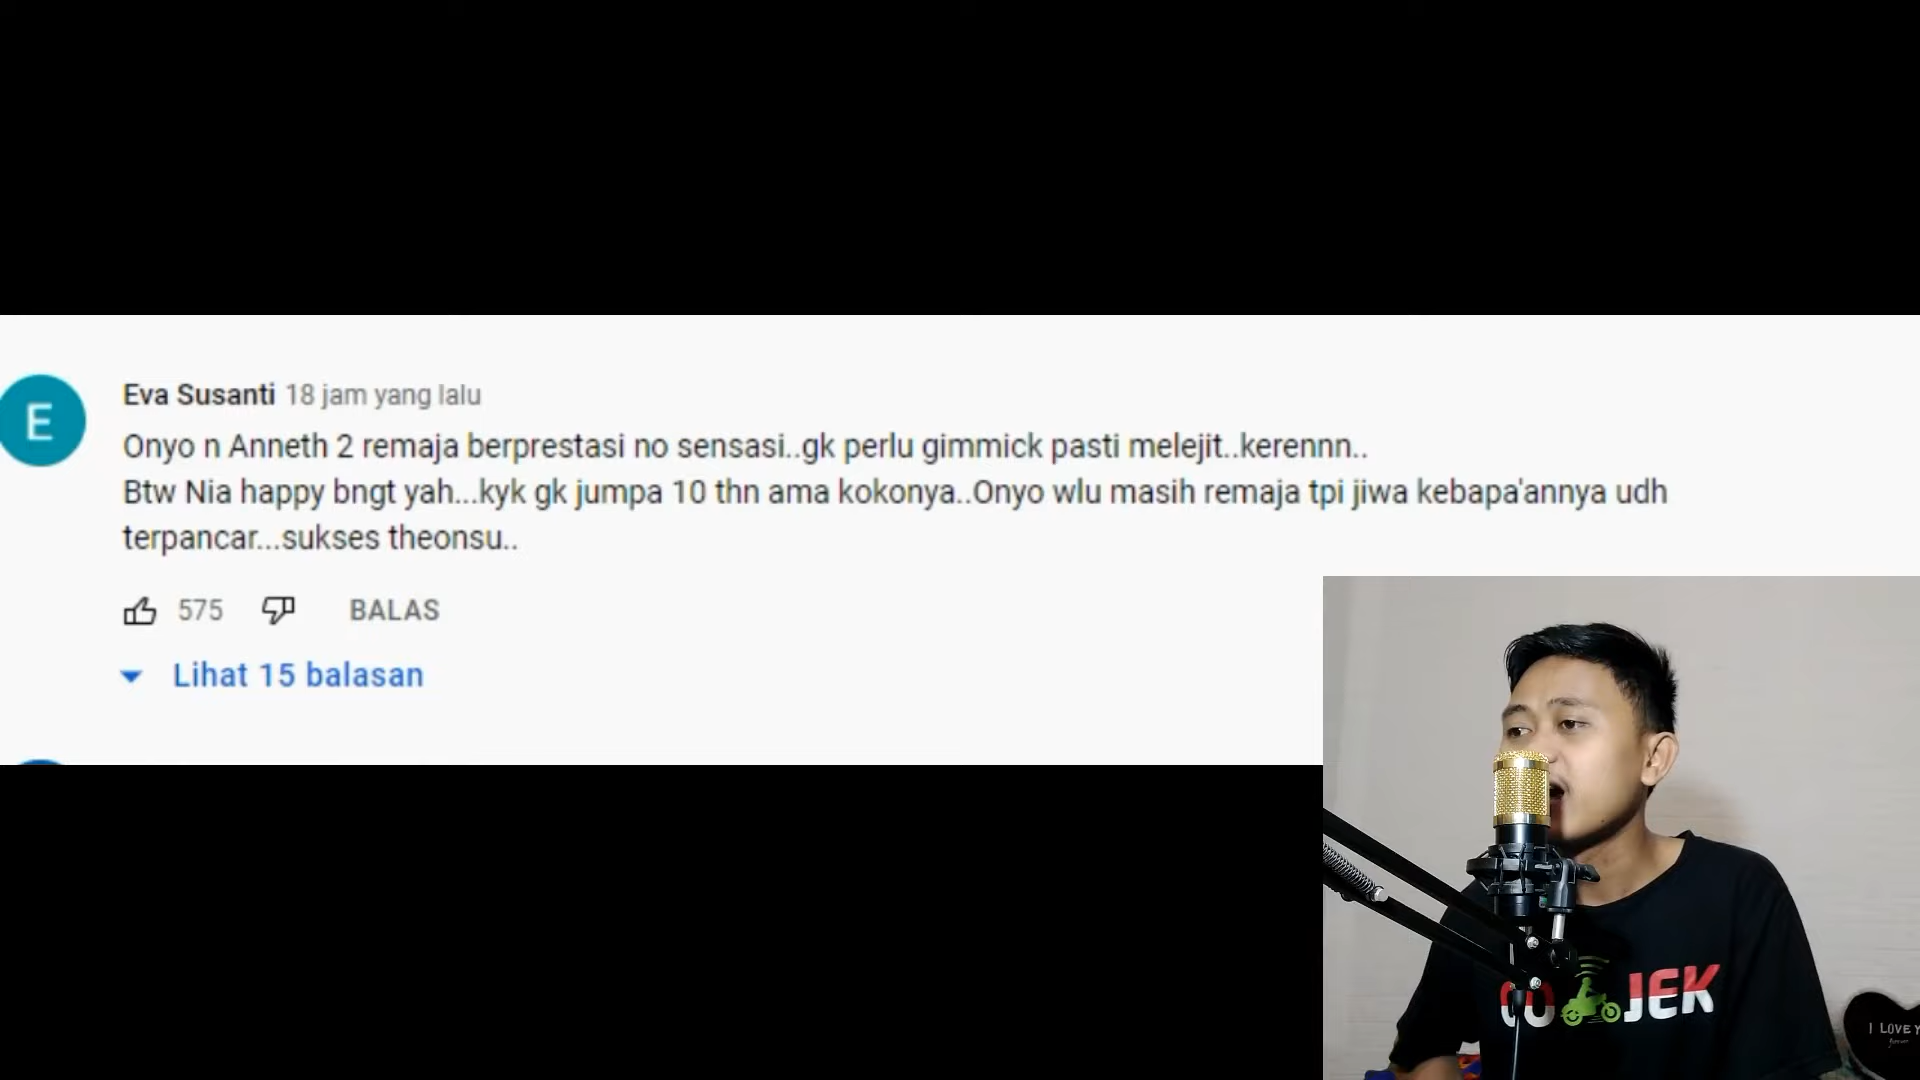 E
Eva Susanti 18 jam yang lalu
Onyo n Anneth 2 remaja berprestasi no sensasi..gk perlu gimmick pasti melejit..kerennn..
Btw Nia happy bngt yah...kyk gk jumpa 10 thn ama kokonya..Onyo wlu masih remaja tpi jiwa kebapa'annya udh
terpancar...sukses theonsu..
575 BALAS
Lihat 15 balasan
GO JEK
I LOVE Y